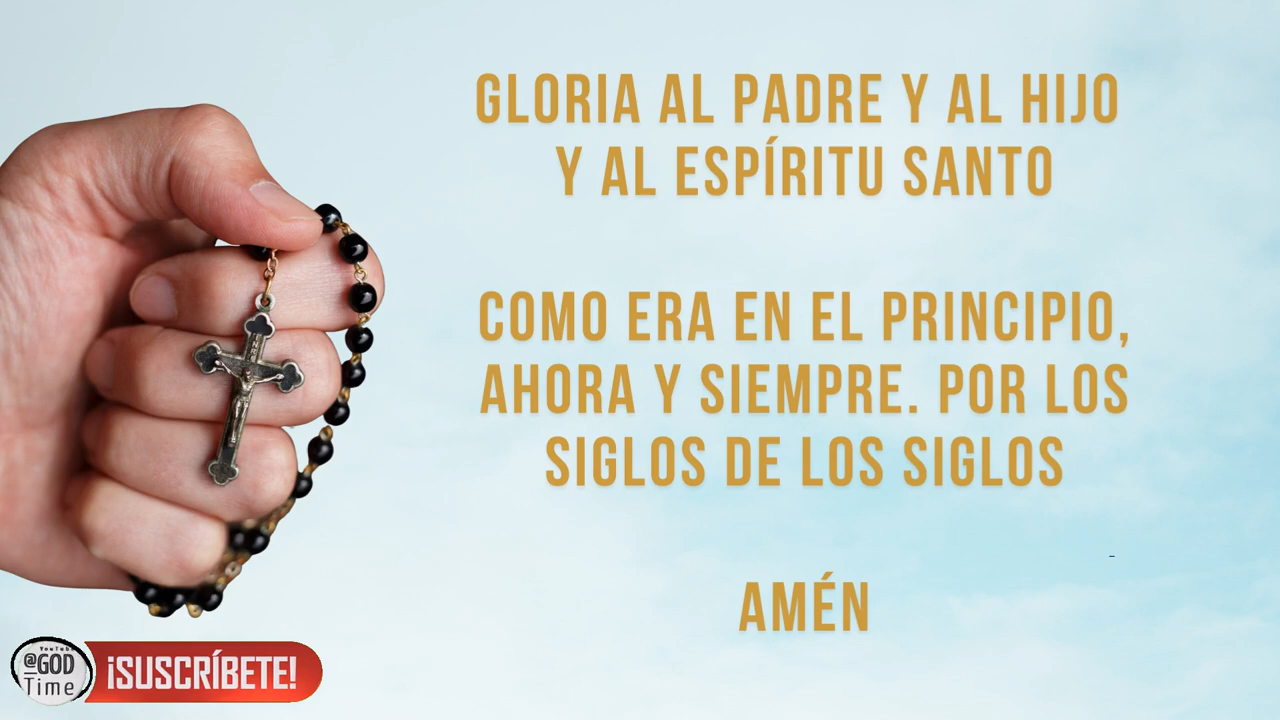 GLORIA AL PADRE Y AL HIJO
Y AL ESPÍRITU SANTO
COMO ERA EN EL PRINCIPIO,
AHORA Y SIEMPRE. POR LOS
SIGLOS DE LOS SIGLOS
AMÉN
YouTube
@GOD
Time
¡SUSCRÍBETE!